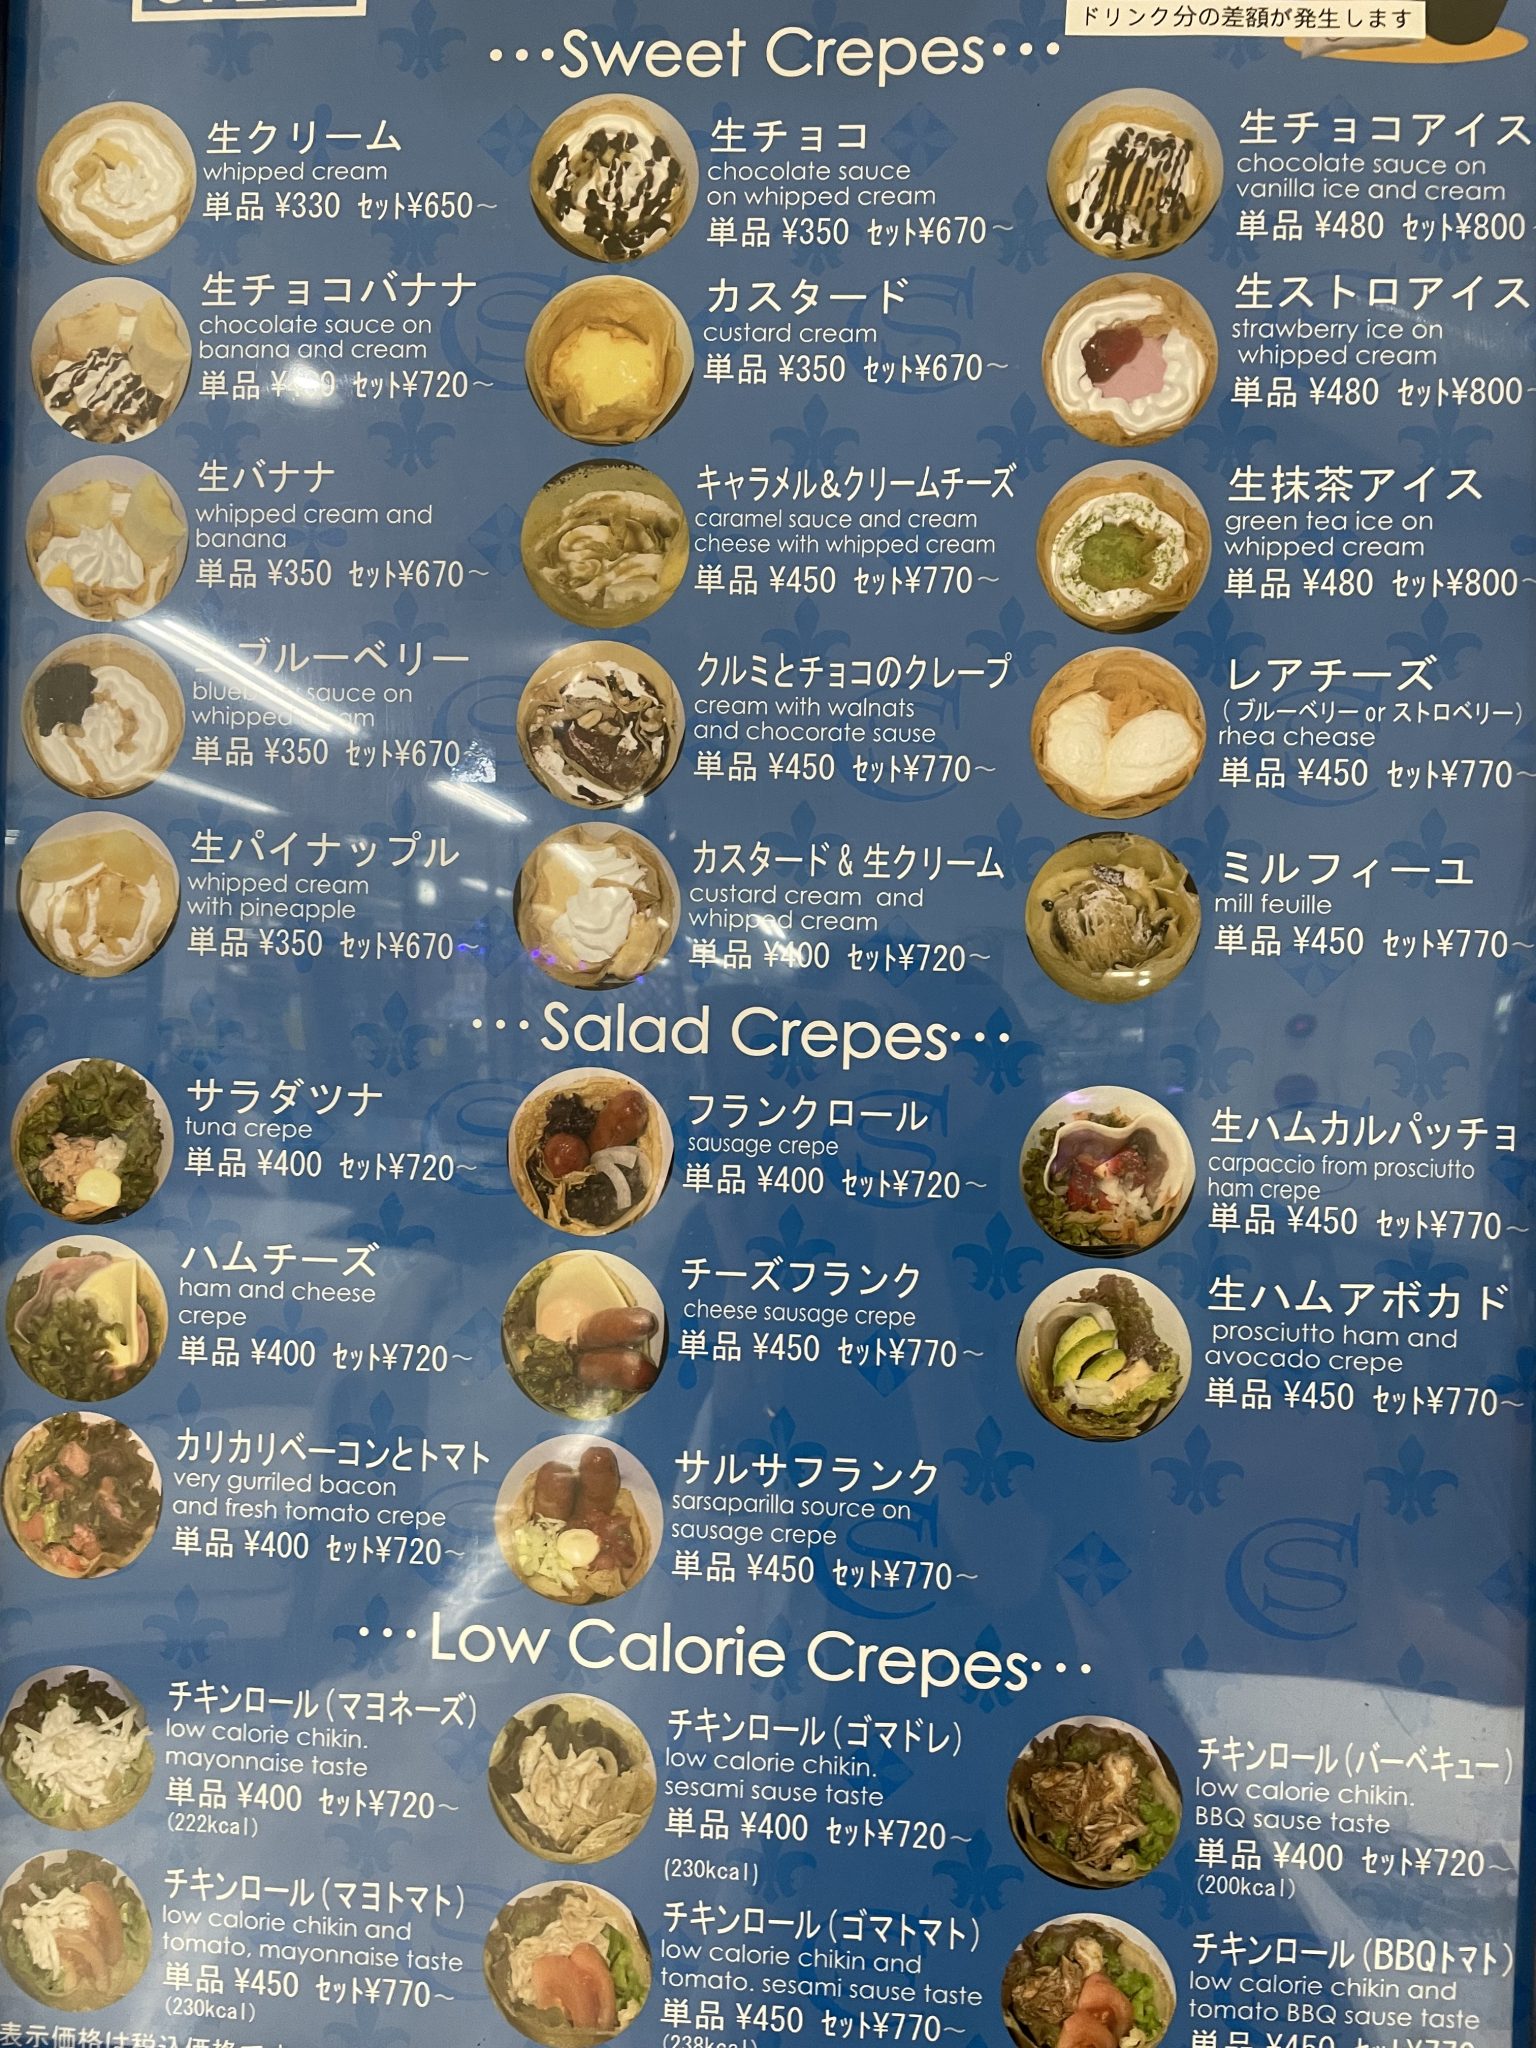 ドリンク分の差額が発生します
···Sweet Crepes···
生クリーム
whipped cream
単品 ¥330 セット¥650~
生チョコバナナ
chocolate sauce on
banana and cream
単品 セット¥720~
生バナナ
whipped cream and
banana
単品 ¥350 セット¥670~
ブルーベリー
sauce on
whipped
単品 ¥350 セット¥670
生パイナップル
whipped cream
with pineapple
単品 ¥350 セット¥670~
生チョコ
chocolate sauce
on whipped cream
単品 ¥350 セット¥670~
カスタード
custard cream
単品 ¥350 セット¥670~
キャラメル&クリームチーズ
caramel sauce and cream
cheese with whipped cream
単品 ¥450 セット¥770~
クルミとチョコのクレープ
cream with walnats
and chocorate sause
単品 ¥450 セット¥770~
カスタード & 生クリーム
custard cream and
whipped cream
単品 ¥400 セット¥720~
生チョコアイス
chocolate sauce on
vanilla ice and cream
単品 ¥480 セット¥800
生ストロアイス
strawberry ice on
whipped cream
単品 ¥480 セット¥800~
生抹茶アイス
green tea ice on
whipped cream
単品 ¥480 セット¥800~
レアチーズ
(ブルーベリー or ストロベリー)
rhea chease
単品 ¥450 セット¥770~
ミルフィーユ
mill feuille
単品 ¥450 セット¥770~
···Salad Crepes···
サラダツナ
tuna crepe
単品 ¥400 セット¥720~
ハムチーズ
ham and cheese
crepe
単品 ¥400 セット¥720~
カリカリベーコンとトマト
very gurriled bacon
and fresh tomato crepe
単品 ¥400 セット¥720~
フランクロール
sausage crepe
単品 ¥400 セット¥720~
チーズフランク
cheese sausage crepe
単品 ¥450 セット¥770~
サルサフランク
sarsaparilla source on
sausage crepe
単品 ¥450 セット¥770~
生ハムカルパッチョ
carpaccio from prosciutto
ham crepe
単品 ¥450 セット¥770~
生ハムアボカド
prosciutto ham and
avocado crepe
単品 ¥450 セット¥770~
···Low Calorie Crepes···
チキンロール(マヨネーズ)
low calorie chikin.
mayonnaise taste
単品 ¥400 セット¥720~
(222kcal)
チキンロール(マヨトマト)
low calorie chikin and
tomato, mayonnaise taste
単品 ¥450 セット¥770~
(230kcal)
チキンロール(ゴマドレ)
low calorie chikin.
sesami sause taste
単品 ¥400 セット¥720~
(230kcal)
チキンロール(ゴマトマト)
low calorie chikin and
tomato. sesami sause taste
単品 ¥450 セット¥770~
(238kcal)
チキンロール(バーベキュー)
low calorie chikin.
BBQ sause taste
単品 ¥400 セット¥720~
(200kcal)
チキンロール(BBQトマト)
low calorie chikin and
tomato BBQ sause taste
単品 ¥450 セット¥770~
表示価格は税込価格です